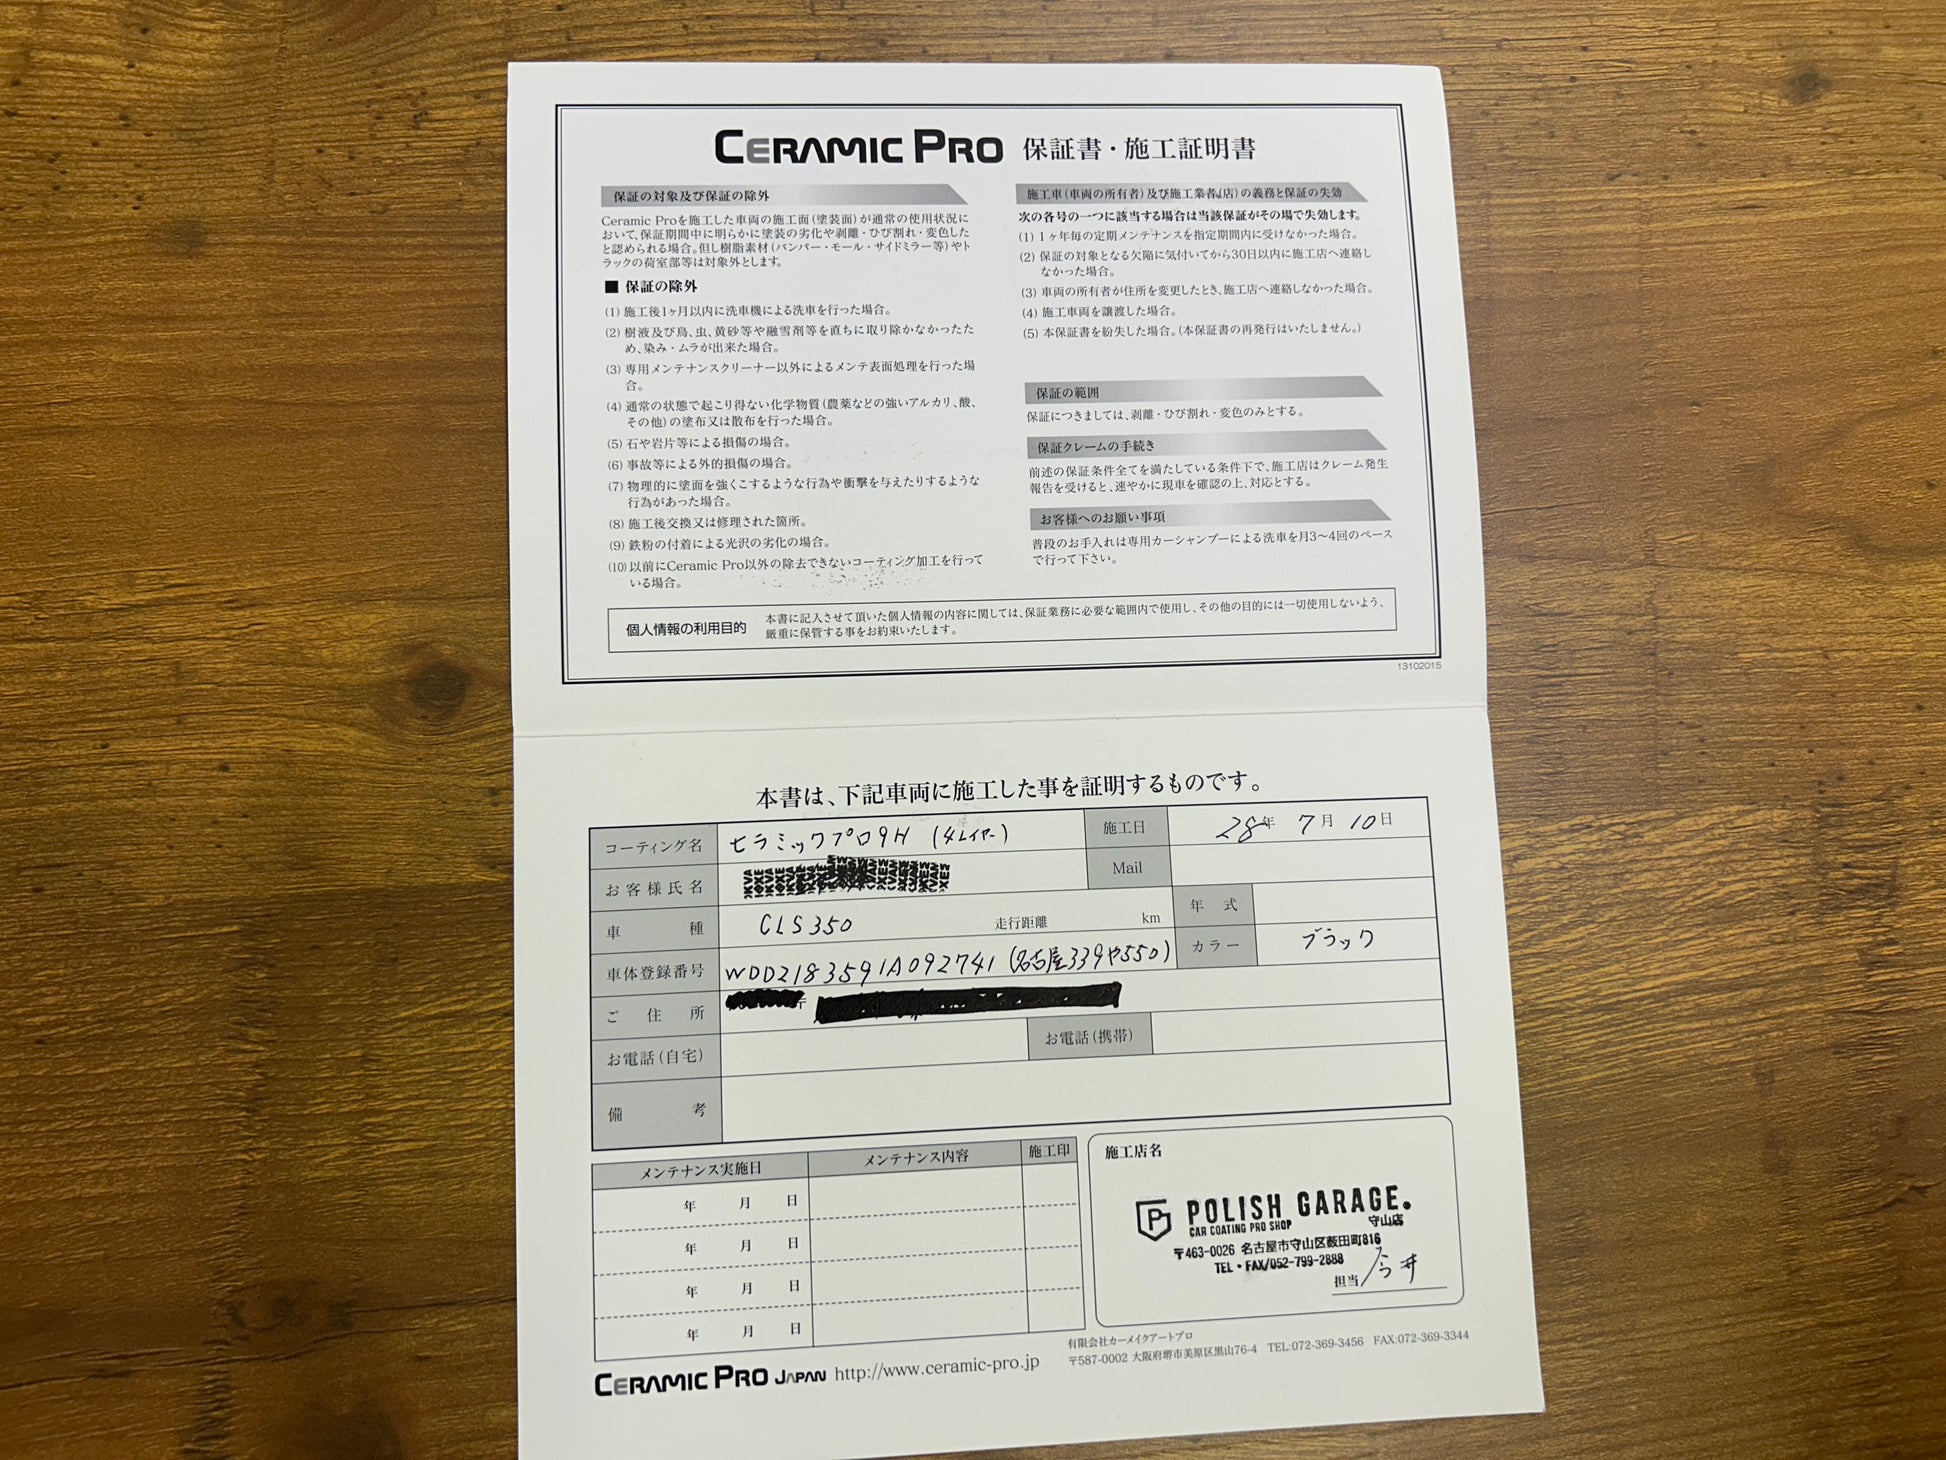 CERAMIC PRO 保証書・施工証明書
保証の対象及び保証の除外
Ceramic Proを施工した車両の施工面(塗装面)が通常の使用状況に
おいて、保証期間中に明らかに塗装の劣化や剥離・ひび割れ・変色した
と認められる場合。但し樹脂素材(バンパー・モール・サイドミラー等)やト
ラックの荷室部等は対象外とします。
■ 保証の除外
(1) 施工後1ヶ月以内に洗車機による洗車を行った場合。
(2) 樹液及び鳥、虫、黄砂等や融雪剤等を直ちに取り除かなかったた
め、染み・ムラが出来た場合。
(3) 専用メンテナンスクリーナー以外によるメンテ表面処理を行った場
合。
(4) 通常の状態で起こり得ない化学物質(農薬などの強いアルカリ、酸、
その他)の塗布又は散布を行った場合。
(5) 石や岩片等による損傷の場合。
(6) 事故等による外的損傷の場合。
(7) 物理的に塗面を強くこするような行為や衝撃を与えたりするような
行為があった場合。
(8) 施工後交換又は修理された箇所。
(9) 鉄粉の付着による光沢の劣化の場合。
(10) 以前にCeramic Pro以外の除去できないコーティング加工を行って
いる場合。
施工車(車両の所有者)及び施工業者(店)の義務と保証の失効
次の各号の一つに該当する場合は当該保証がその場で失効します。
(1) 1ヶ年毎の定期メンテナンスを指定期間内に受けなかった場合。
(2) 保証の対象となる欠陥に気付いてから30日以内に施工店へ連絡し
なかった場合。
(3) 車両の所有者が住所を変更したとき、施工店へ連絡しなかった場合。
(4) 施工車両を譲渡した場合。
(5) 本保証書を紛失した場合。(本保証書の再発行はいたしません。)
保証の範囲
保証につきましては、剥離・ひび割れ・変色のみとする。
保証クレームの手続き
前述の保証条件全てを満たしている条件下で、施工店はクレーム発生
報告を受けると、速やかに現車を確認の上、対応とする。
お客様へのお願い事項
普段のお手入れは専用カーシャンプーによる洗車を月3〜4回のペース
で行って下さい。
個人情報の利用目的
本書に記入させて頂いた個人情報の内容に関しては、保証業務に必要な範囲内で使用し、その他の目的には一切使用しないよう、
厳重に保管する事をお約束いたします。
13102015
本書は、下記車両に施工した事を証明するものです。
コーティング名 セラミックプロ9H (4レイヤー) 施工日 28年 7月 10日
お客様氏名 Mail
車種 CLS350 走行距離 km 年式
車体登録番号 WDD2183591A092741 (名古屋339や550) カラー ブラック
ご住所 〒
お電話(自宅) お電話(携帯)
備考
メンテナンス実施日 メンテナンス内容 施工印
年 月 日
年 月 日
年 月 日
年 月 日
施工店名
P POLISH GARAGE.
CAR COATING PRO SHOP 守山店
〒463-0026 名古屋市守山区薮田町816
TEL・FAX/052-799-2888
担当 今井
有限会社カーメイクアートプロ
〒587-0002 大阪府堺市美原区黒山76-4 TEL:072-369-3456 FAX:072-369-3344
CERAMIC PRO JAPAN http://www.ceramic-pro.jp